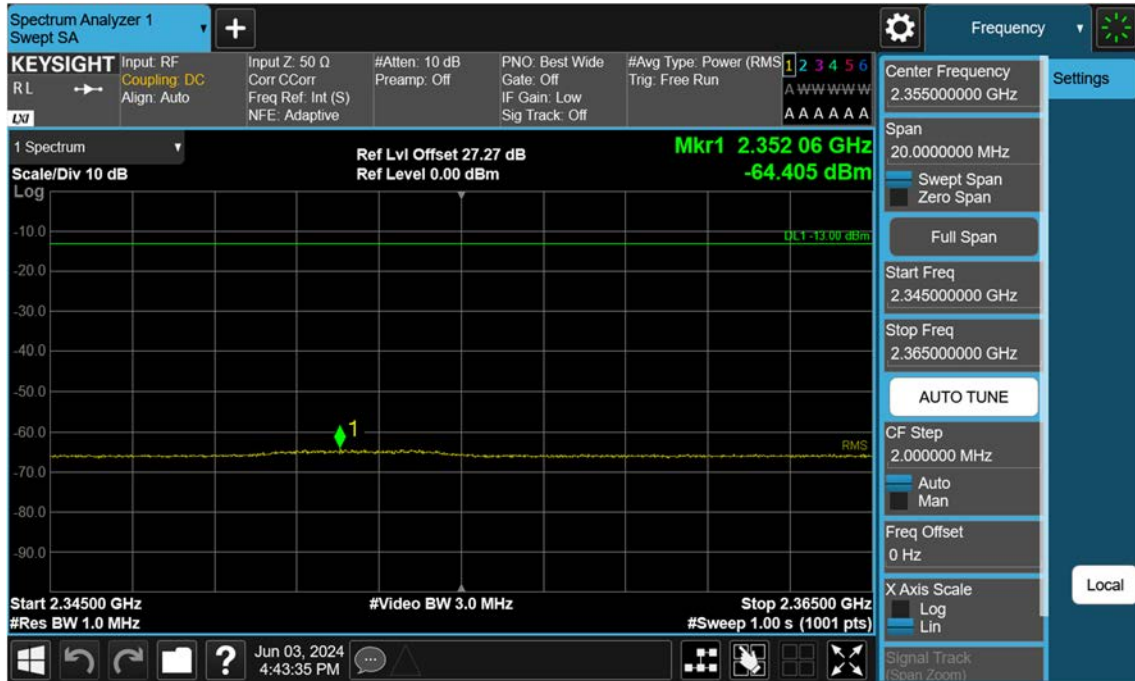 Spectrum Analyzer 1
Swept SA
Frequency
KEYSIGHT
R L
LXI
Input: RF
Coupling: DC
Align: Auto
Input Z: 50 Ω
Corr CCorr
Freq Ref: Int (S)
NFE: Adaptive
#Atten: 10 dB
Preamp: Off
PNO: Best Wide
Gate: Off
IF Gain: Low
Sig Track: Off
#Avg Type: Power (RMS
Trig: Free Run
1 2 3 4 5 6
A W W W W W
A A A A A A
1 Spectrum
Scale/Div 10 dB
Ref Lvl Offset 27.27 dB
Ref Level 0.00 dBm
Mkr1 2.352 06 GHz
-64.405 dBm
Log
-10.0
-20.0
-30.0
-40.0
-50.0
-60.0
-70.0
-80.0
-90.0
DL1 -13.00 dBm
1
RMS
Start 2.34500 GHz
#Res BW 1.0 MHz
#Video BW 3.0 MHz
Stop 2.36500 GHz
#Sweep 1.00 s (1001 pts)
Jun 03, 2024
4:43:35 PM
Center Frequency
2.355000000 GHz
Span
20.0000000 MHz
Swept Span
Zero Span
Full Span
Start Freq
2.345000000 GHz
Stop Freq
2.365000000 GHz
AUTO TUNE
CF Step
2.000000 MHz
Auto
Man
Freq Offset
0 Hz
X Axis Scale
Log
Lin
Signal Track
(Span Zoom)
Settings
Local